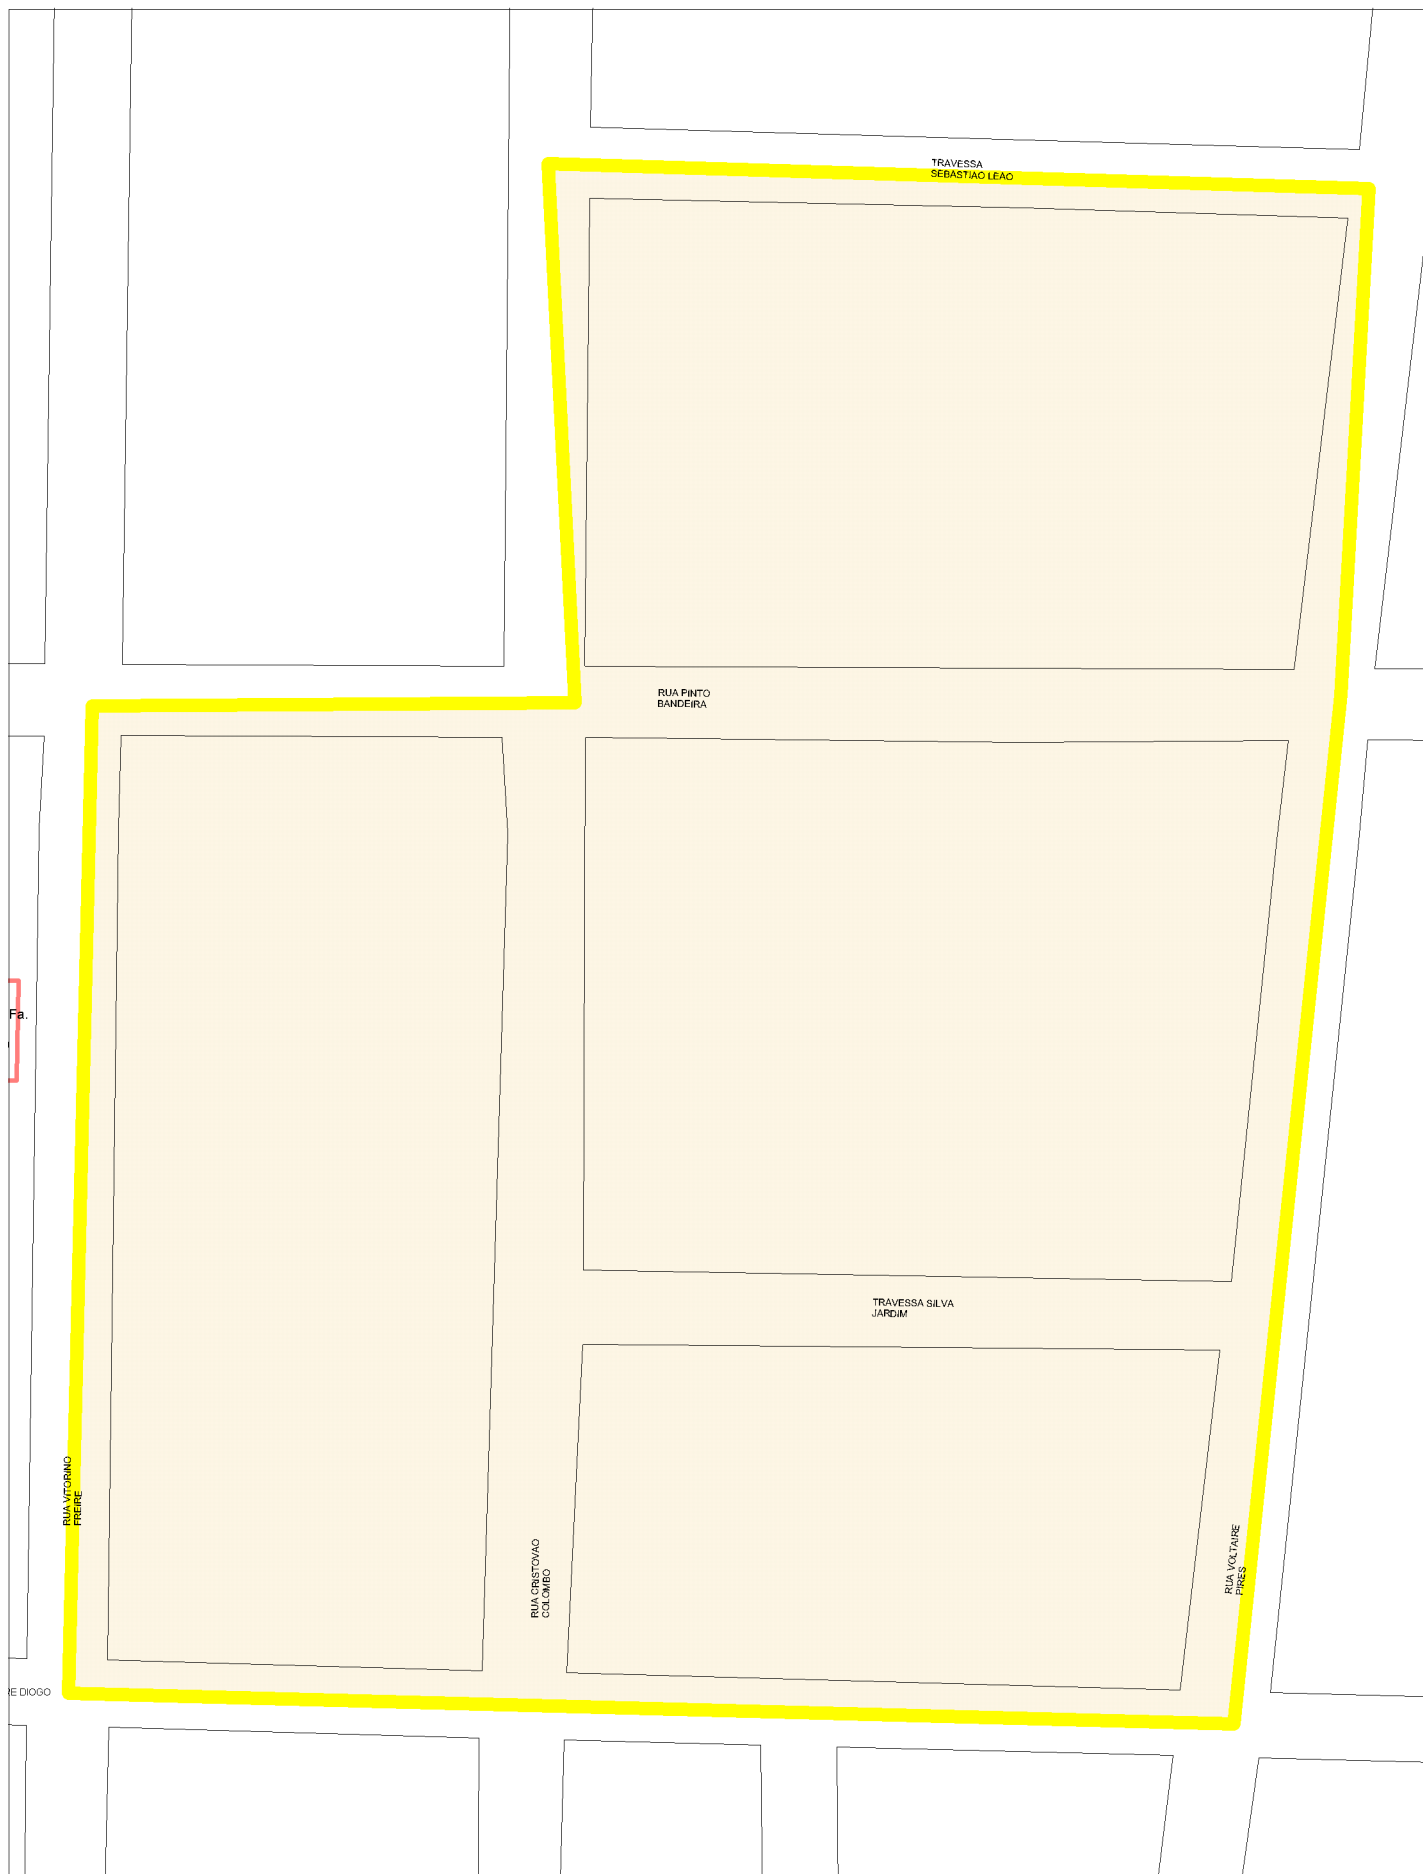 TRAVESSA
SEBASTIAO LEAO
RUA PINTO
BANDEIRA
Fa.
TRAVESSA SILVA
JARDIM
RUA VITORINO
FREIRE
RUA CRISTOVAO
COLOMBO
RUA VOLTAIRE
PIRES
RE DIOGO